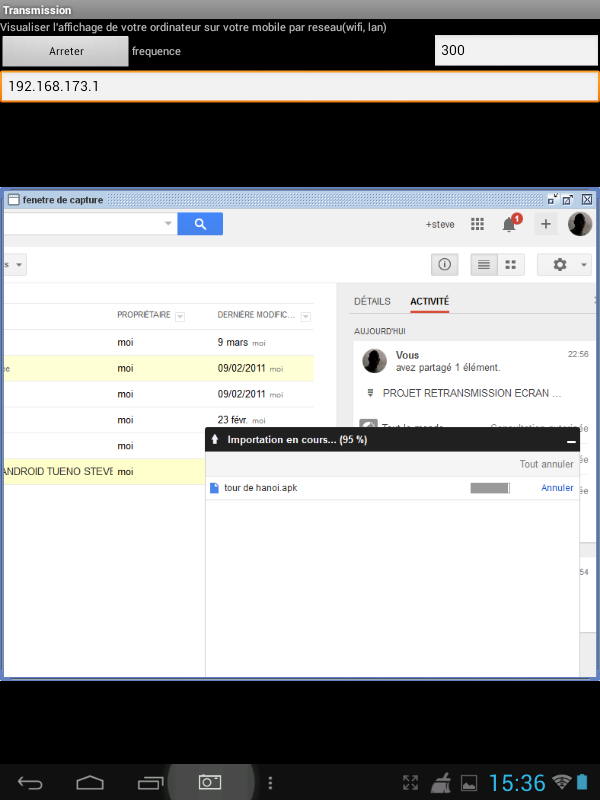 Transmission
Visualiser l'affichage de votre ordinateur sur votre mobile par reseau(wifi, lan)
Arreter frequence 300
192.168.173.1
fenetre de capture
+steve 1
s
DÉTAILS ACTIVITÉ
PROPRIÉTAIRE DERNIÈRE MODIFIC...
AUJOURD'HUI
moi 9 mars moi
Vous 22:56
avez partagé 1 élément.
moi 09/02/2011 moi
PROJET RETRANSMISSION ECRAN ...
moi 09/02/2011 moi
moi 23 févr. moi
Tout le monde Consultation autorisée
moi
Importation en cours... (95 %)
ANDROID TUENO STEVE moi
Tout annuler
tour de hanoi.apk Annuler
54
15:36